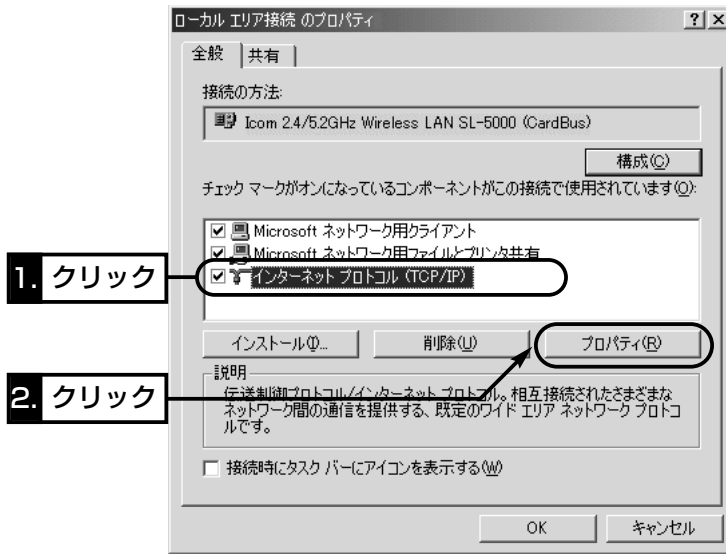 ローカル エリア接続 のプロパティ
? ×
全般 共有
接続の方法:
Icom 2.4/5.2GHz Wireless LAN SL-5000 (CardBus)
構成(C)
チェック マークがオンになっているコンポーネントがこの接続で使用されています(O):
Microsoft ネットワーク用クライアント
Microsoft ネットワーク用ファイルとプリンタ共有
1. クリック
インターネット プロトコル (TCP/IP)
インストール(I)... 削除(U) プロパティ(R)
説明
2. クリック
伝送制御プロトコル/インターネット プロトコル。相互接続されたさまざまな
ネットワーク間の通信を提供する、既定のワイド エリア ネットワーク プロトコ
ルです。
接続時にタスク バーにアイコンを表示する(W)
OK キャンセル